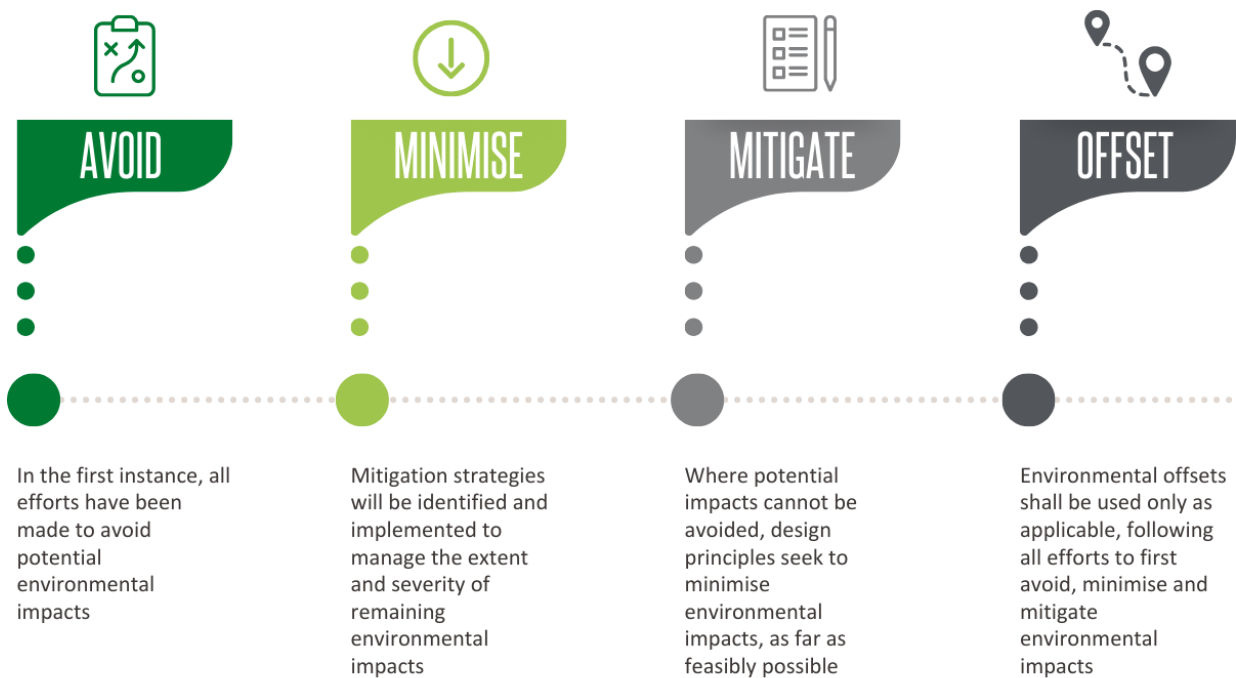 AVOID
In the first instance, all
efforts have been
made to avoid
potential
environmental
impacts
MINIMISE
Mitigation strategies
will be identified and
implemented to
manage the extent
and severity of
remaining
environmental
impacts
MITIGATE
Where potential
impacts cannot be
avoided, design
principles seek to
minimise
environmental
impacts, as far as
feasibly possible
OFFSET
Environmental offsets
shall be used only as
applicable, following
all efforts to first
avoid, minimise and
mitigate
environmental
impacts